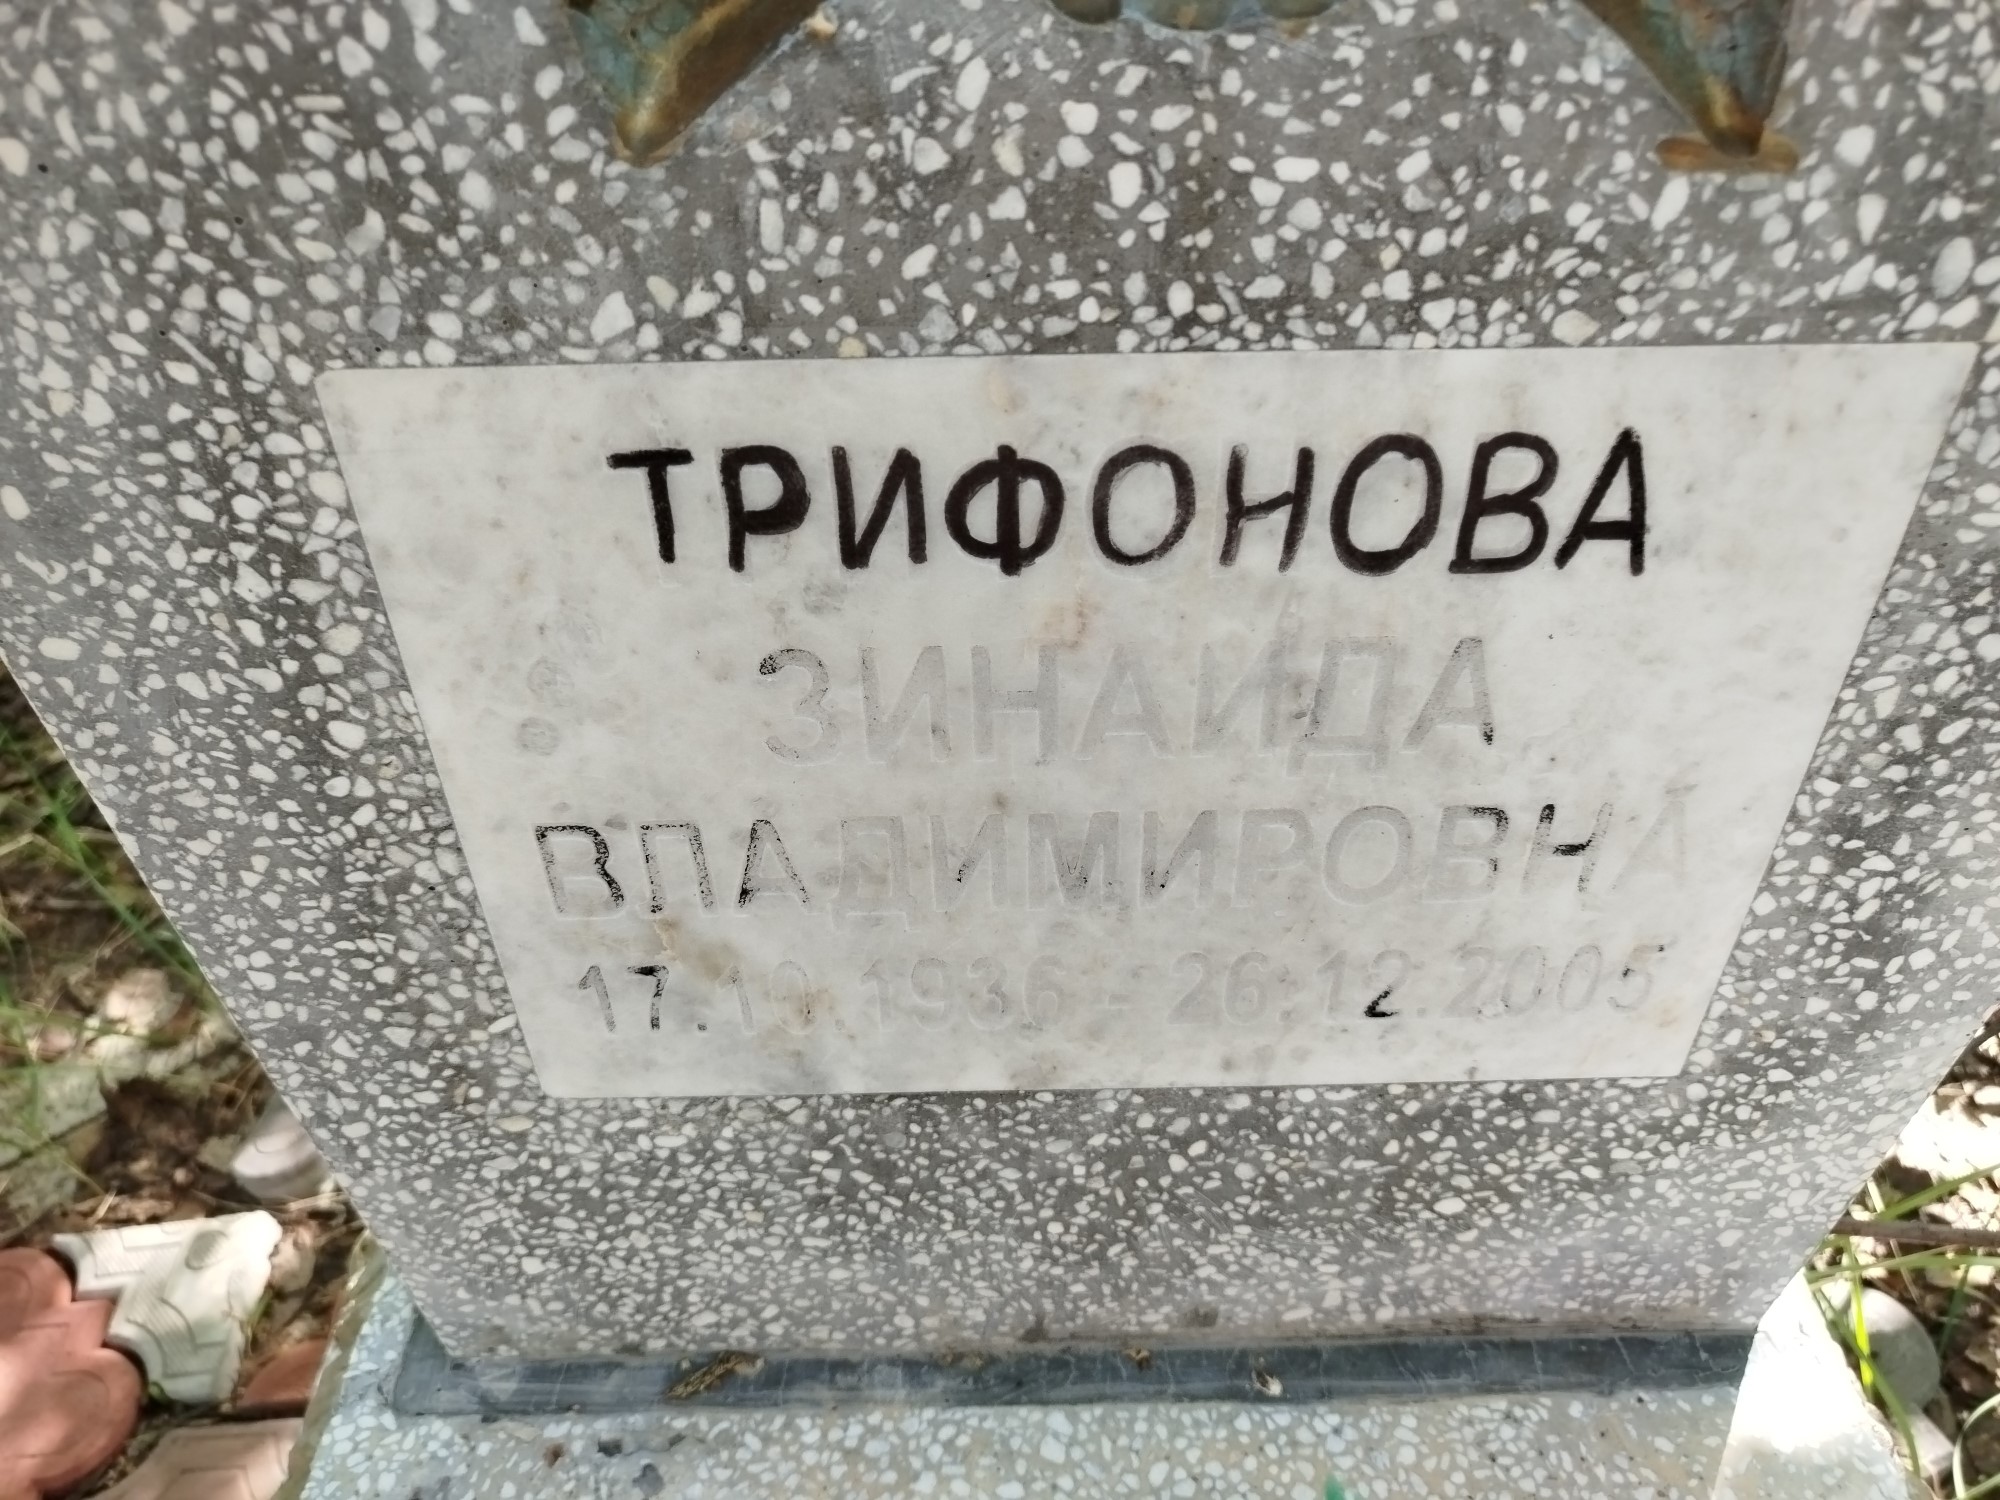 ТРИФОНОВА
ЗИНАИДА
ВЛАДИМИРОВНА
17.10.1936 - 26.12.2005